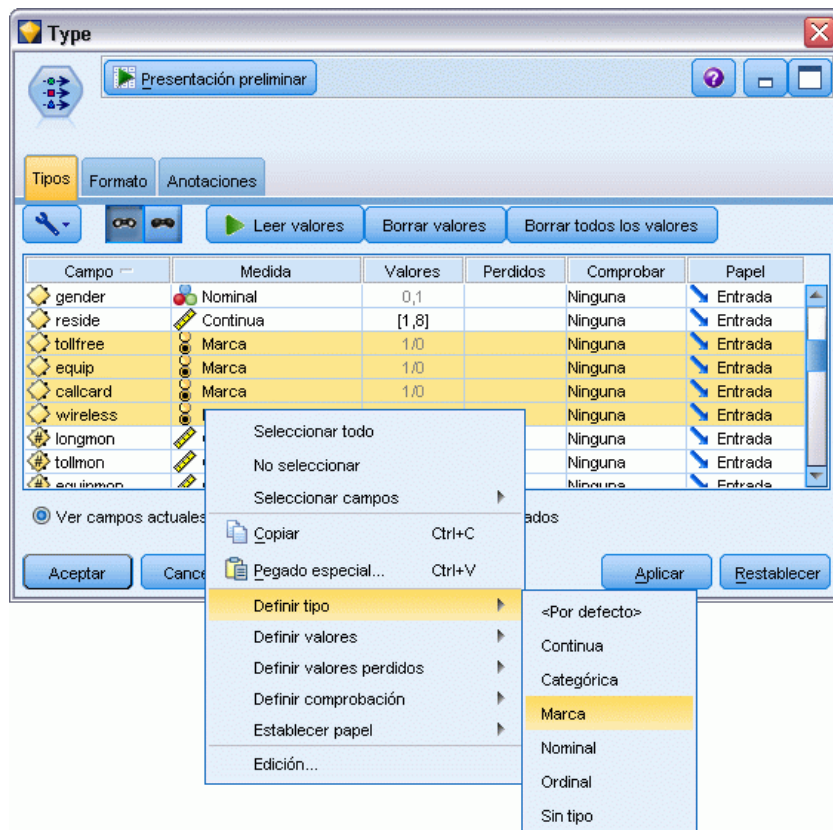 Type
Presentación preliminar
Tipos Formato Anotaciones
Leer valores Borrar valores Borrar todos los valores
Campo Medida Valores Perdidos Comprobar Papel
gender Nominal 0,1 Ninguna Entrada
reside Continua [1,8] Ninguna Entrada
tollfree Marca 1/0 Ninguna Entrada
equip Marca 1/0 Ninguna Entrada
callcard Marca 1/0 Ninguna Entrada
wireless Ninguna Entrada
longmon Ninguna Entrada
tollmon Ninguna Entrada
equipmon Ninguna Entrada
Ver campos actuales
Aceptar Aplicar Restablecer
Seleccionar todo
No seleccionar
Seleccionar campos
Copiar Ctrl+C
Pegado especial... Ctrl+V
Definir tipo
Definir valores
Definir valores perdidos
Definir comprobación
Establecer papel
Edición...
<Por defecto>
Continua
Categórica
Marca
Nominal
Ordinal
Sin tipo